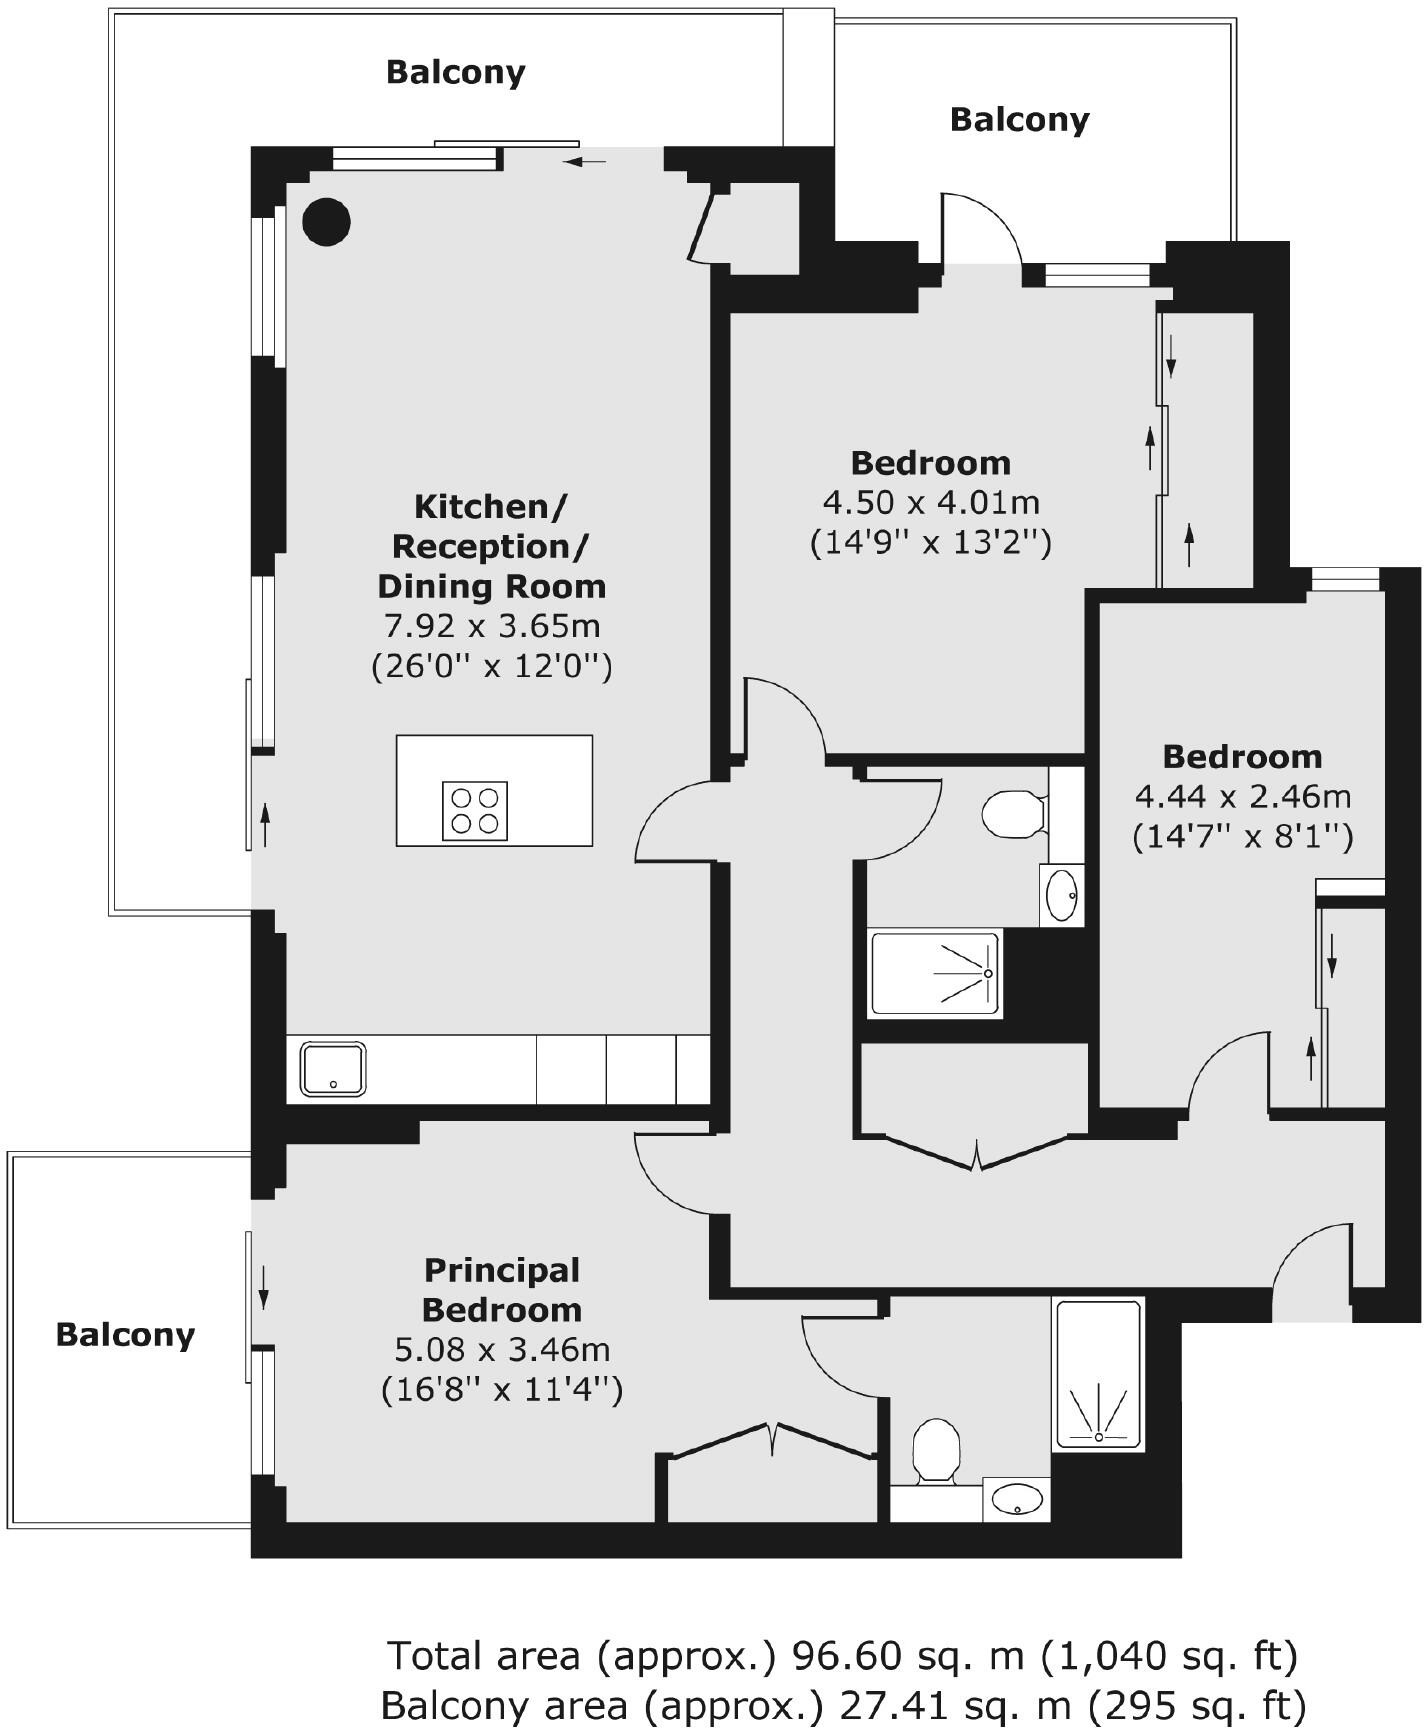 Balcony
Balcony
Kitchen/
Reception/
Dining Room
7.92 x 3.65m
(26'0" x 12'0")
Bedroom
4.50 x 4.01m
(14'9" x 13'2")
Bedroom
4.44 x 2.46m
(14'7" x 8'1")
Principal
Bedroom
5.08 x 3.46m
(16'8" x 11'4")
Balcony
Total area (approx.) 96.60 sq. m (1,040 sq. ft)
Balcony area (approx.) 27.41 sq. m (295 sq. ft)